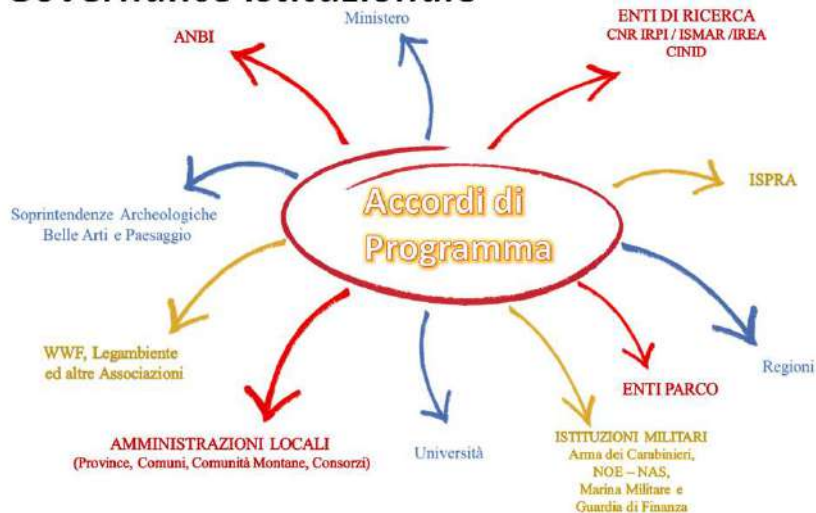 Governance Istituzionale
Ministero
ENTI DI RICERCA
CNR IRPI / ISMAR /IREA
CINID
ANBI
ISPRA
Accordi di
Programma
Soprintendenze Archeologiche
Belle Arti e Paesaggio
WWF, Legambiente
ed altre Associazioni
Regioni
ENTI PARCO
AMMINISTRAZIONI LOCALI
(Province, Comuni, Comunità Montane, Consorzi)
Università
ISTITUZIONI MILITARI
Arma dei Carabinieri,
NOE – NAS,
Marina Militare e
Guardia di Finanza